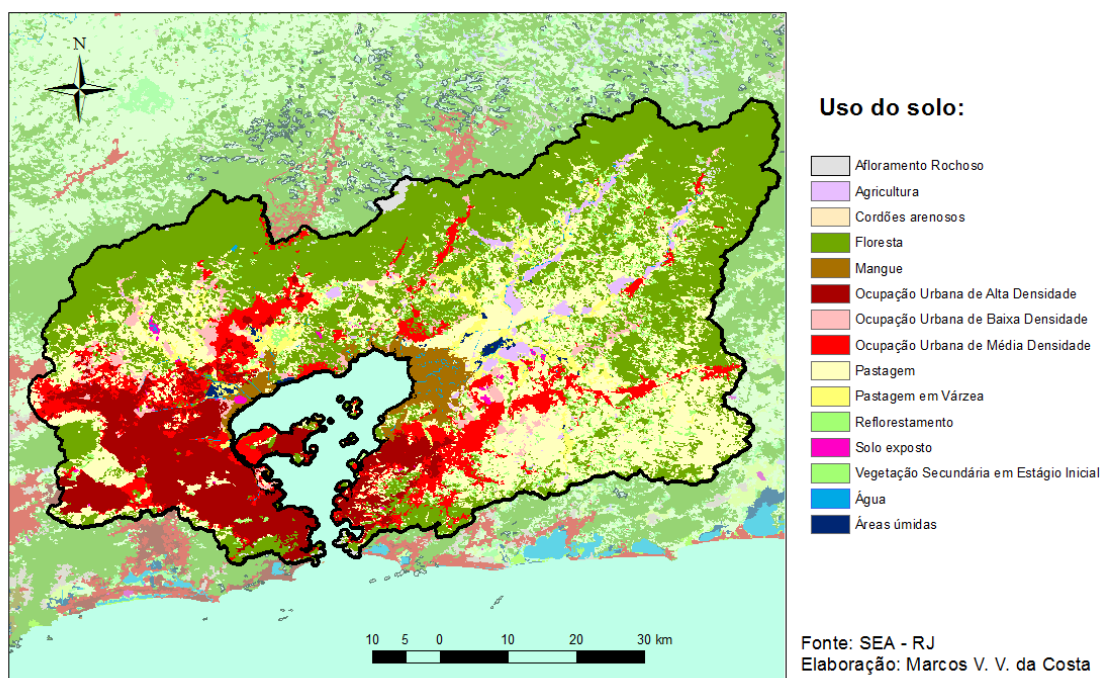 N
Uso do solo:
Afloramento Rochoso
Agricultura
Cordões arenosos
Floresta
Mangue
Ocupação Urbana de Alta Densidade
Ocupação Urbana de Baixa Densidade
Ocupação Urbana de Média Densidade
Pastagem
Pastagem em Várzea
Reflorestamento
Solo exposto
Vegetação Secundária em Estágio Inicial
Água
Áreas úmidas
10 5 0 10 20 30 km
Fonte: SEA - RJ
Elaboração: Marcos V. V. da Costa